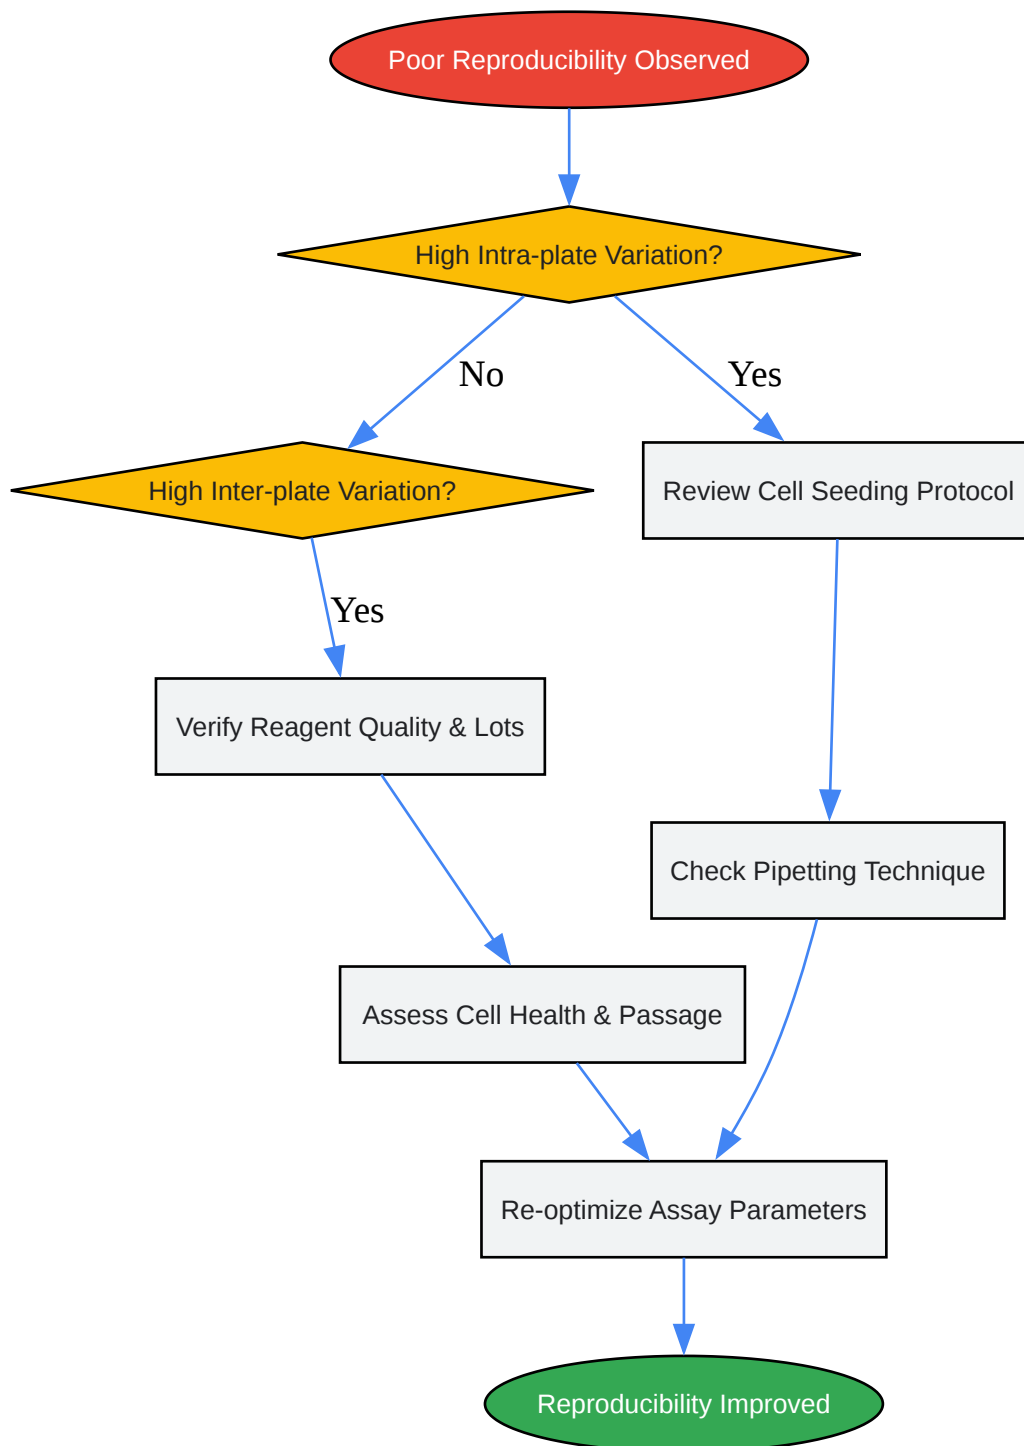 Poor Reproducibility Observed
High Intra-plate Variation?
No
Yes
High Inter-plate Variation?
Review Cell Seeding Protocol
Yes
Verify Reagent Quality & Lots
Check Pipetting Technique
Assess Cell Health & Passage
Re-optimize Assay Parameters
Reproducibility Improved